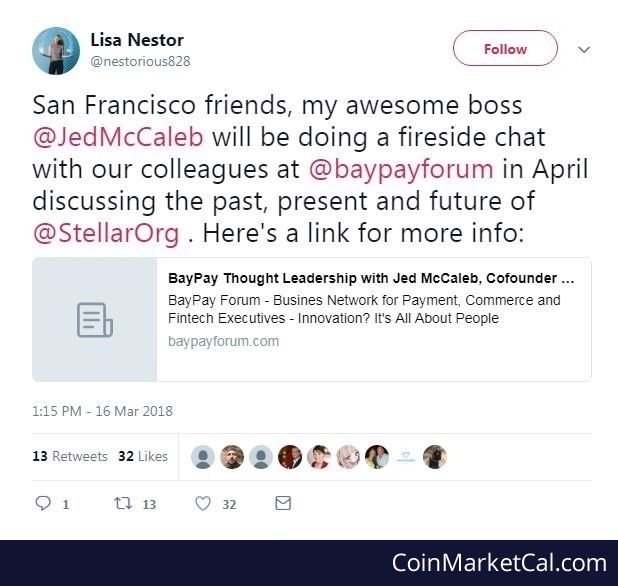 Lisa Nestor
@nestorious828
Follow
San Francisco friends, my awesome boss
@JedMcCaleb will be doing a fireside chat
with our colleagues at @baypayforum in April
discussing the past, present and future of
@StellarOrg . Here's a link for more info:
BayPay Thought Leadership with Jed McCaleb, Cofounder ...
BayPay Forum - Busines Network for Payment, Commerce and
Fintech Executives - Innovation? It's All About People
baypayforum.com
1:15 PM - 16 Mar 2018
13 Retweets 32 Likes
1 13 32
CoinMarketCal.com